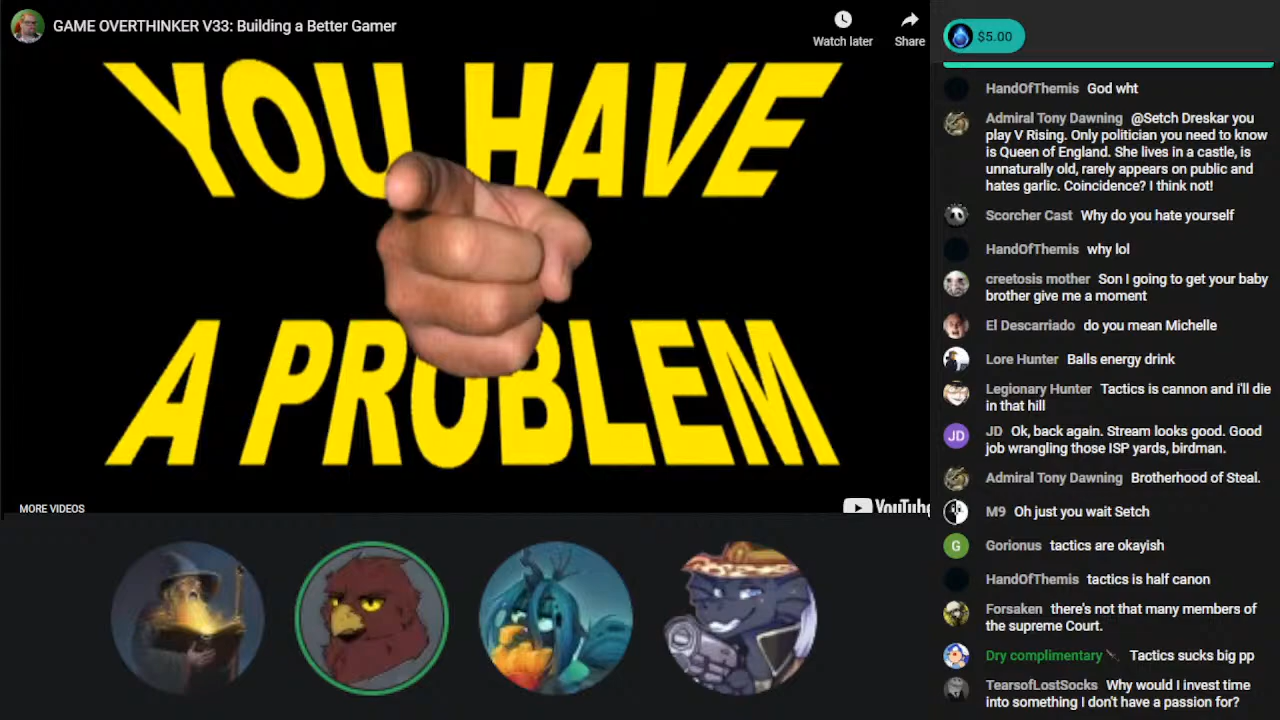 GAME OVERTHINKER V33: Building a Better Gamer
Watch later
Share
YOU HAVE
A PROBLEM
MORE VIDEOS
YouTube
$5.00
HandOfThemis God wht
Admiral Tony Dawning @Setch Dreskar you
play V Rising. Only politician you need to know
is Queen of England. She lives in a castle, is
unnaturally old, rarely appears on public and
hates garlic. Coincidence? I think not!
Scorcher Cast Why do you hate yourself
HandOfThemis why lol
creetosis mother Son I going to get your baby
brother give me a moment
El Descarriado do you mean Michelle
Lore Hunter Balls energy drink
Legionary Hunter Tactics is cannon and i'll die
in that hill
JD
JD Ok, back again. Stream looks good. Good
job wrangling those ISP yards, birdman.
Admiral Tony Dawning Brotherhood of Steal.
M9 Oh just you wait Setch
G
Gorionus tactics are okayish
HandOfThemis tactics is half canon
Forsaken there's not that many members of
the supreme Court.
Dry complimentary Tactics sucks big pp
TearsofLostSocks Why would I invest time
into something I don't have a passion for?